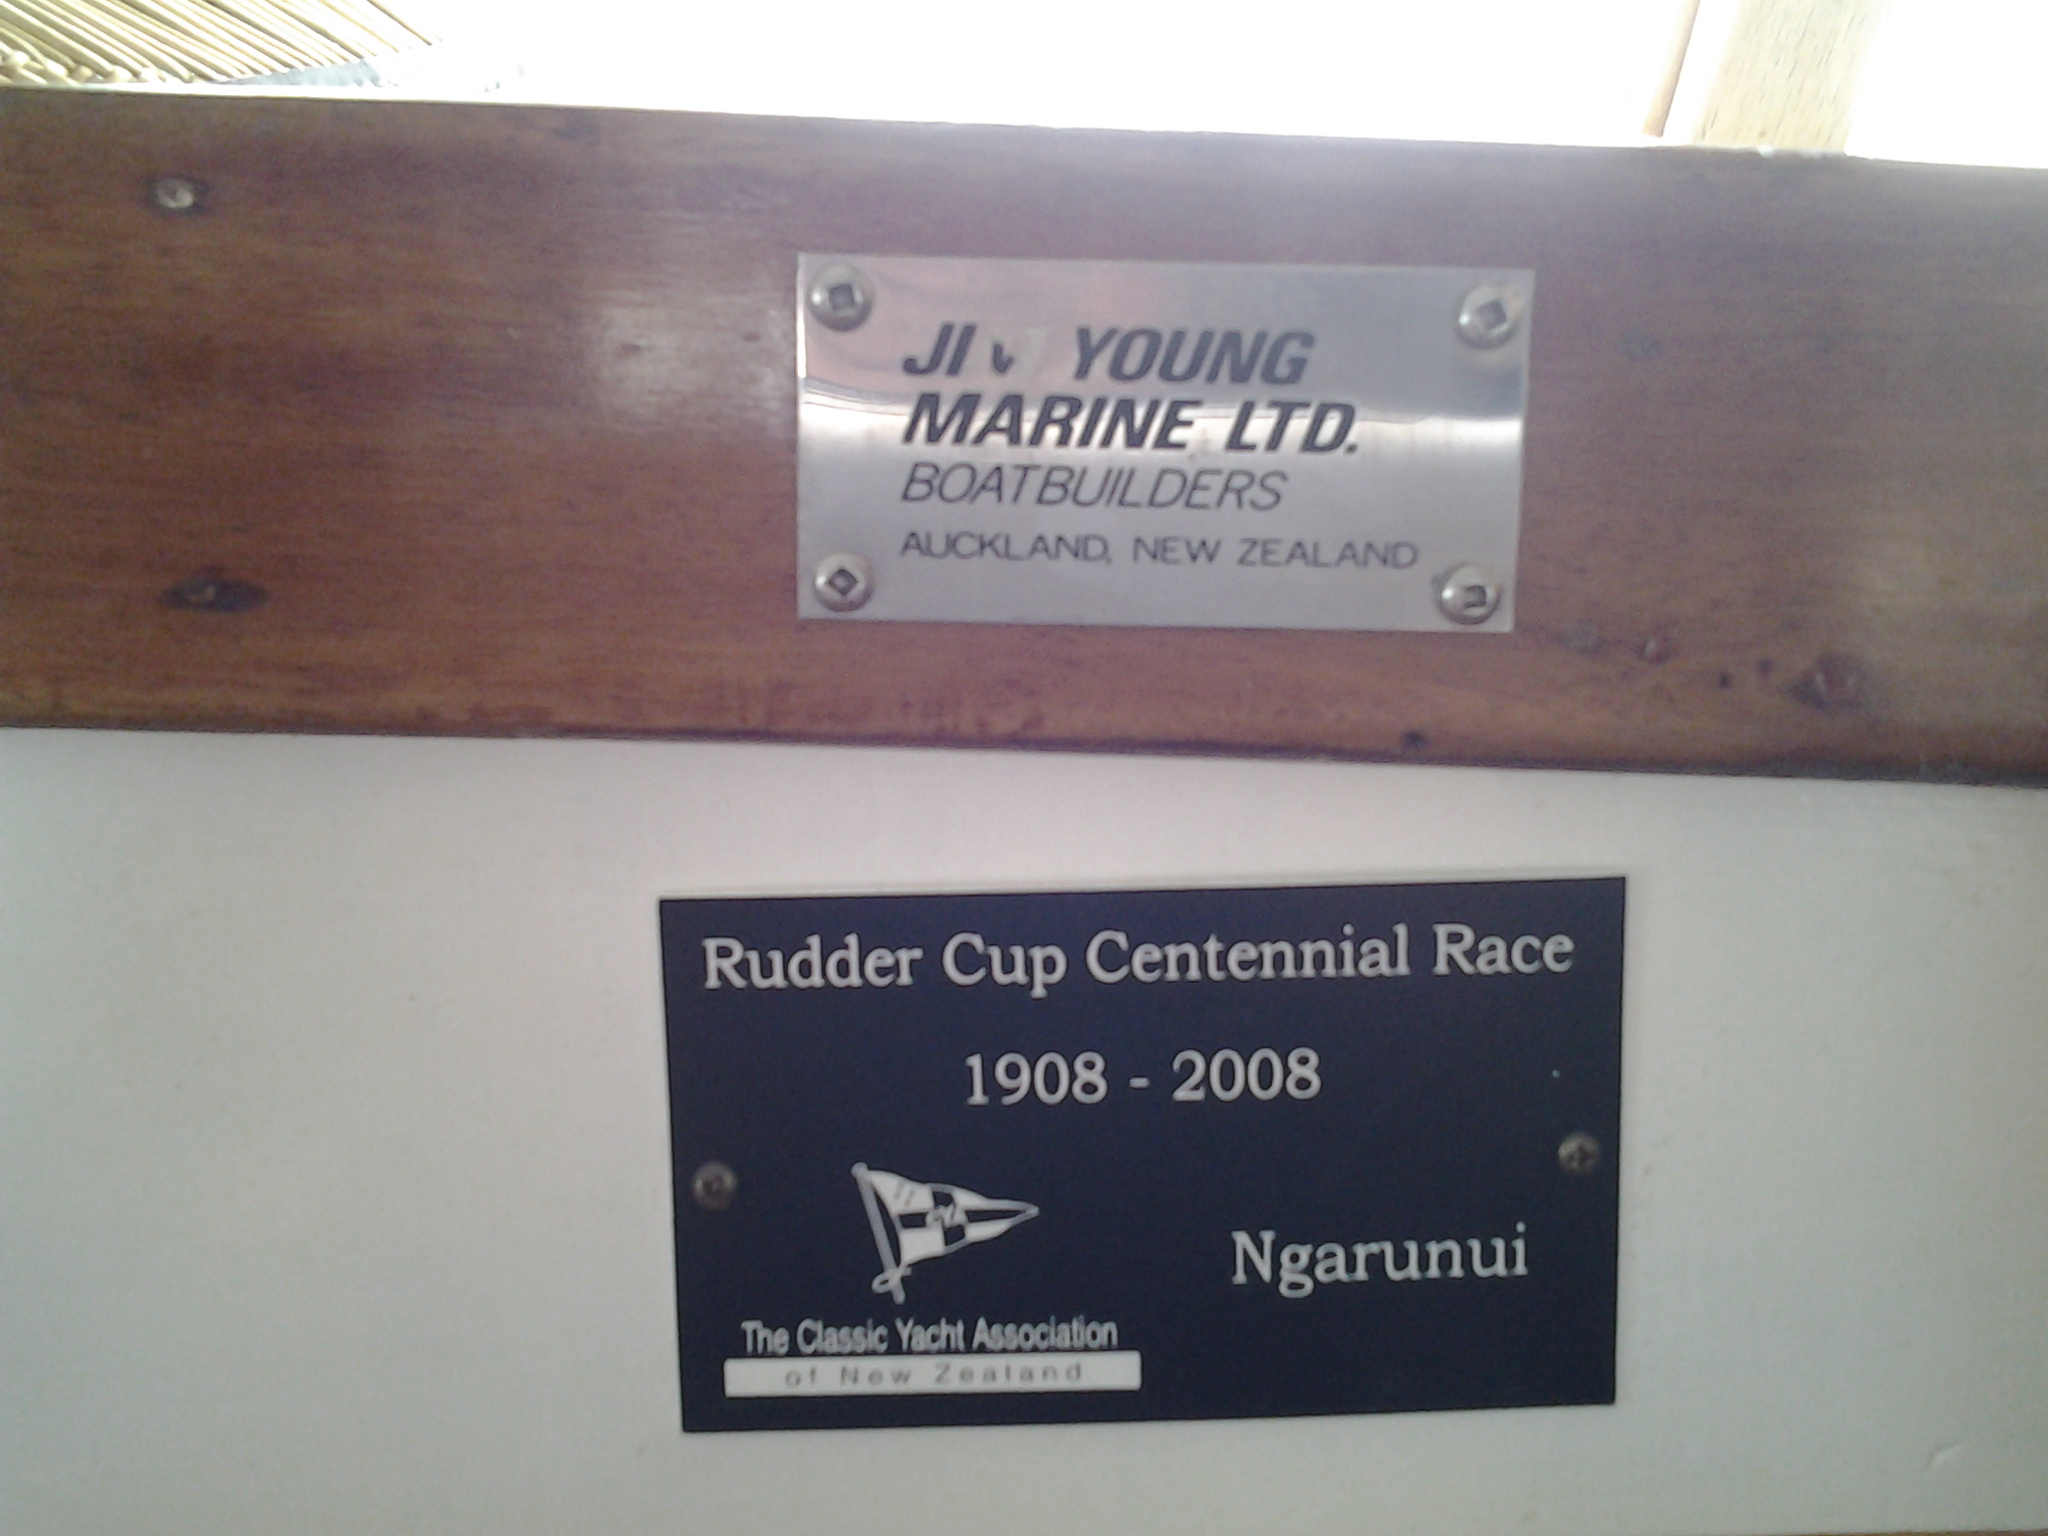 JIM YOUNG
MARINE LTD.
BOATBUILDERS
AUCKLAND, NEW ZEALAND
Rudder Cup Centennial Race
1908 - 2008
Ngarunui
The Classic Yacht Association
of New Zealand